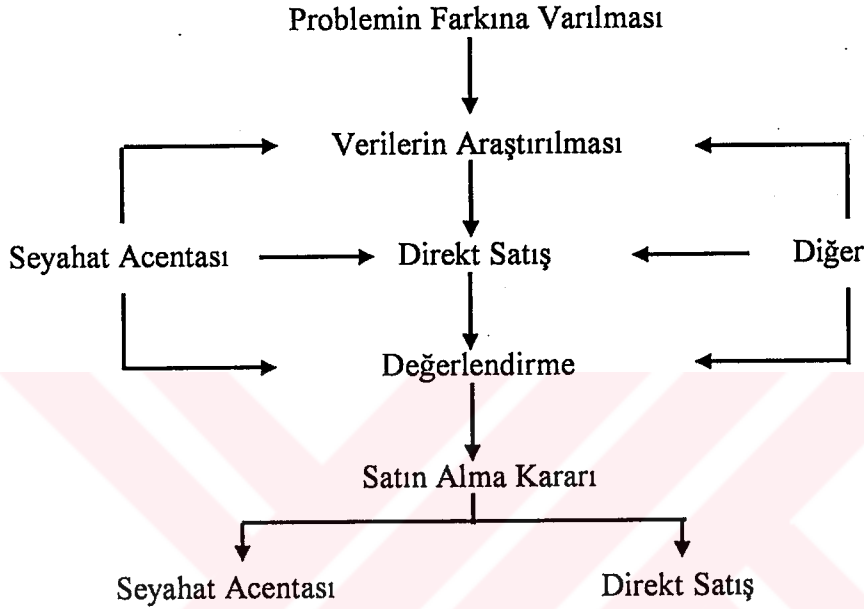 Problemin Farkına Varılması
Verilerin Araştırılması
Seyahat Acentası Direkt Satış Diğer
Değerlendirme
Satın Alma Kararı
Seyahat Acentası Direkt Satış